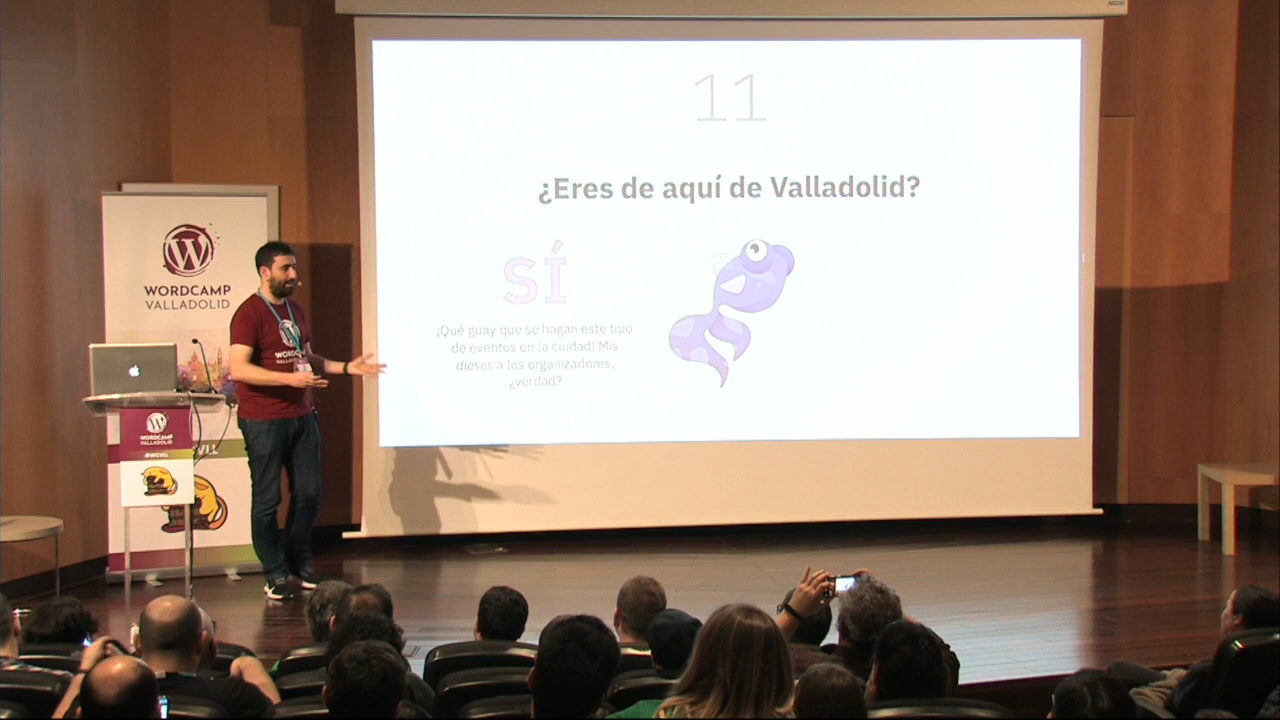 11
¿Eres de aquí de Valladolid?
SÍ
¡Qué guay que se hagan este tipo
de eventos en la ciudad! Mis
dieses a los organizadores,
¿verdad?
WORDCAMP
VALLADOLID
WORDCAMP
VALLADOLID
#WCVLL